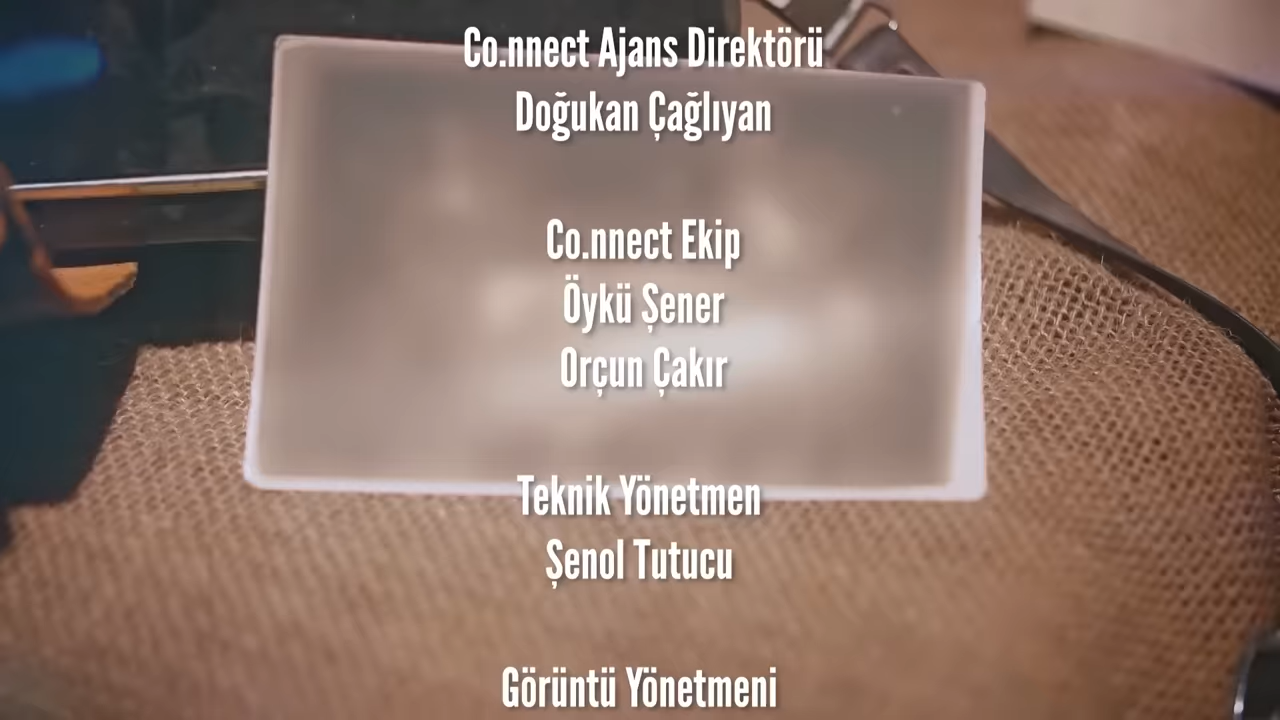 Co.nnect Ajans Direktörü
Doğukan Çağlıyan
Co.nnect Ekip
Öykü Şener
Orçun Çakır
Teknik Yönetmen
Şenol Tutucu
Görüntü Yönetmeni